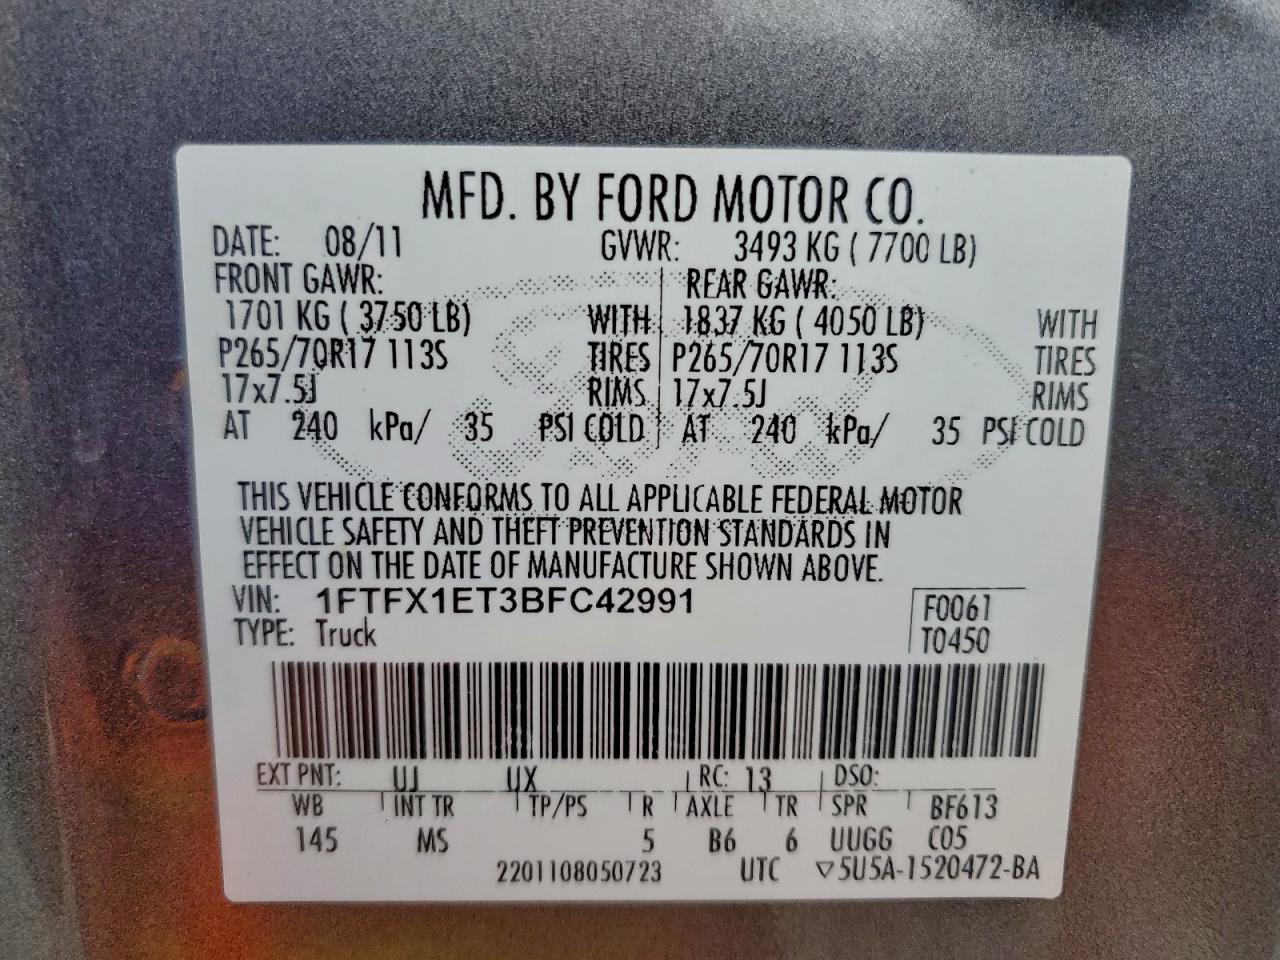 MFD. BY FORD MOTOR CO.
DATE: 08/11 GVWR: 3493 KG ( 7700 LB)
FRONT GAWR: REAR GAWR:
1701 KG ( 3750 LB) WITH 1837 KG ( 4050 LB) WITH
P265/70R17 113S TIRES P265/70R17 113S TIRES
17x7.5J RIMS 17x7.5J RIMS
AT 240 kPa/ 35 PSI COLD AT 240 kPa/ 35 PSI COLD
THIS VEHICLE CONFORMS TO ALL APPLICABLE FEDERAL MOTOR
VEHICLE SAFETY AND THEFT PREVENTION STANDARDS IN
EFFECT ON THE DATE OF MANUFACTURE SHOWN ABOVE.
VIN: 1FTFX1ET3BFC42991 F0061
TYPE: Truck T0450
EXT PNT: UJ UX RC: 13 DSO:
WB INT TR TP/PS R AXLE TR SPR BF613
145 MS 5 B6 6 UUGG C05
2201108050723 UTC ▽5U5A-1520472-BA